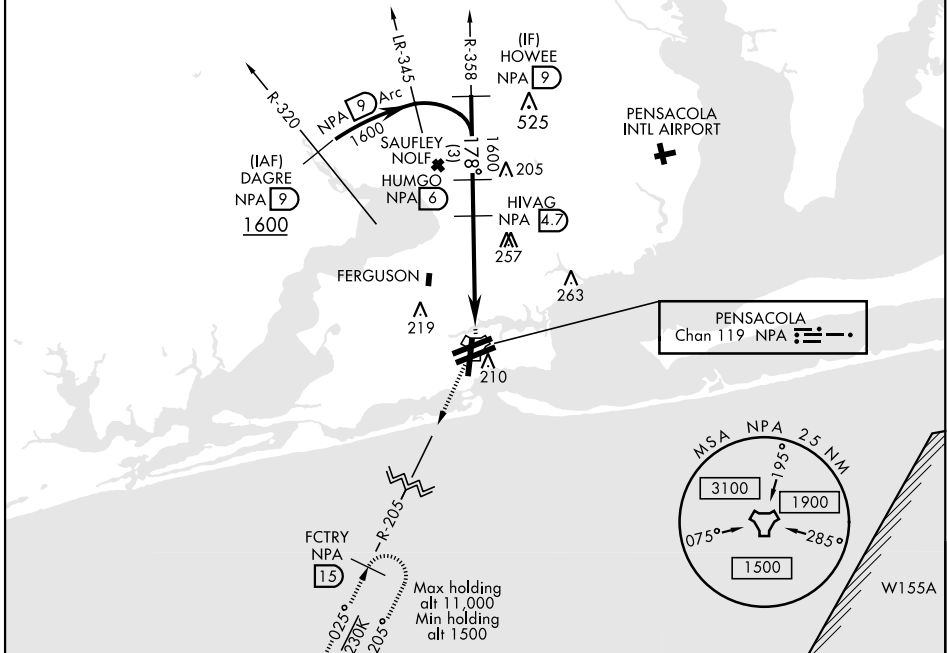 R-320
LR-345
R-358
(IF)
HOWEE
NPA 9
525
NPA 9 Arc
1600
PENSACOLA
INTL AIRPORT
SAUFLEY
NOLF
(3)
178°
1600
205
(IAF)
DAGRE
NPA 9
1600
HUMGO
NPA 6
HIVAG
NPA 4.7
257
FERGUSON
263
219
PENSACOLA
Chan 119 NPA
210
MSA NPA 25 NM
195°
3100
1900
075°
285°
1500
R-205
FCTRY
NPA
15
Max holding
alt 11,000
Min holding
alt 1500
025°
230K
205°
W155A